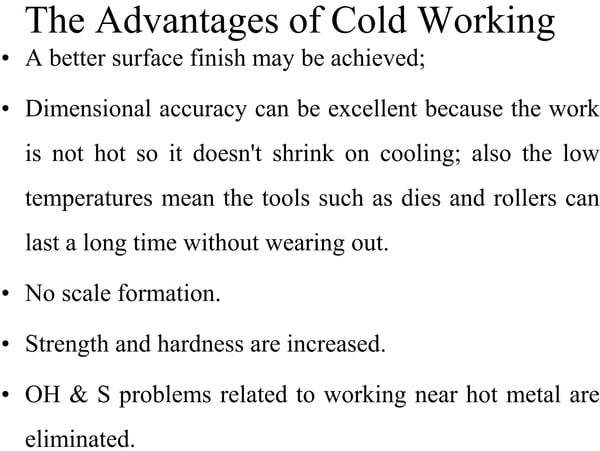 The Advantages of Cold Working
• A better surface finish may be achieved;
• Dimensional accuracy can be excellent because the work
is not hot so it doesn't shrink on cooling; also the low
temperatures mean the tools such as dies and rollers can
last a long time without wearing out.
• No scale formation.
• Strength and hardness are increased.
• OH & S problems related to working near hot metal are
eliminated.